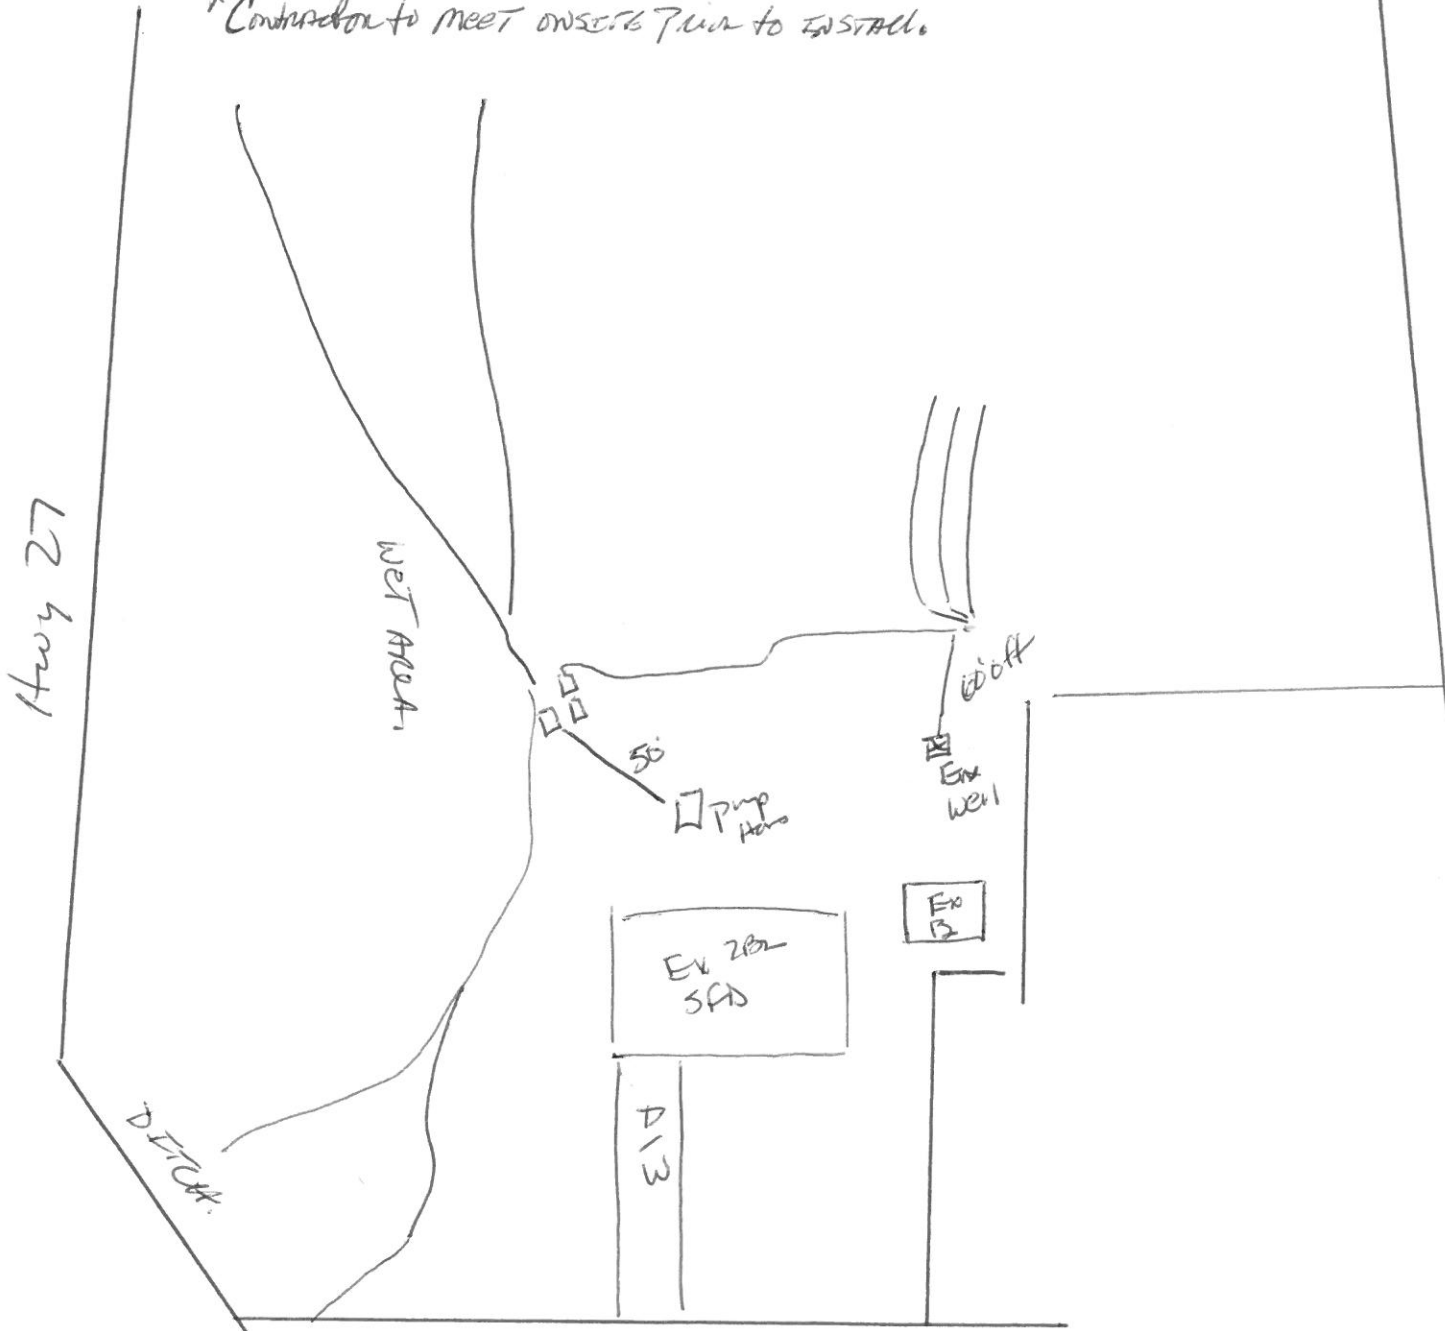 *Contractor to MEET ONSITE Prior to INSTALL.
Hwy 27
WET AREA.
60' off
50'
Pump
Ex
Well
Ex
Ex 2BR
SFD
DITCH.
D/W